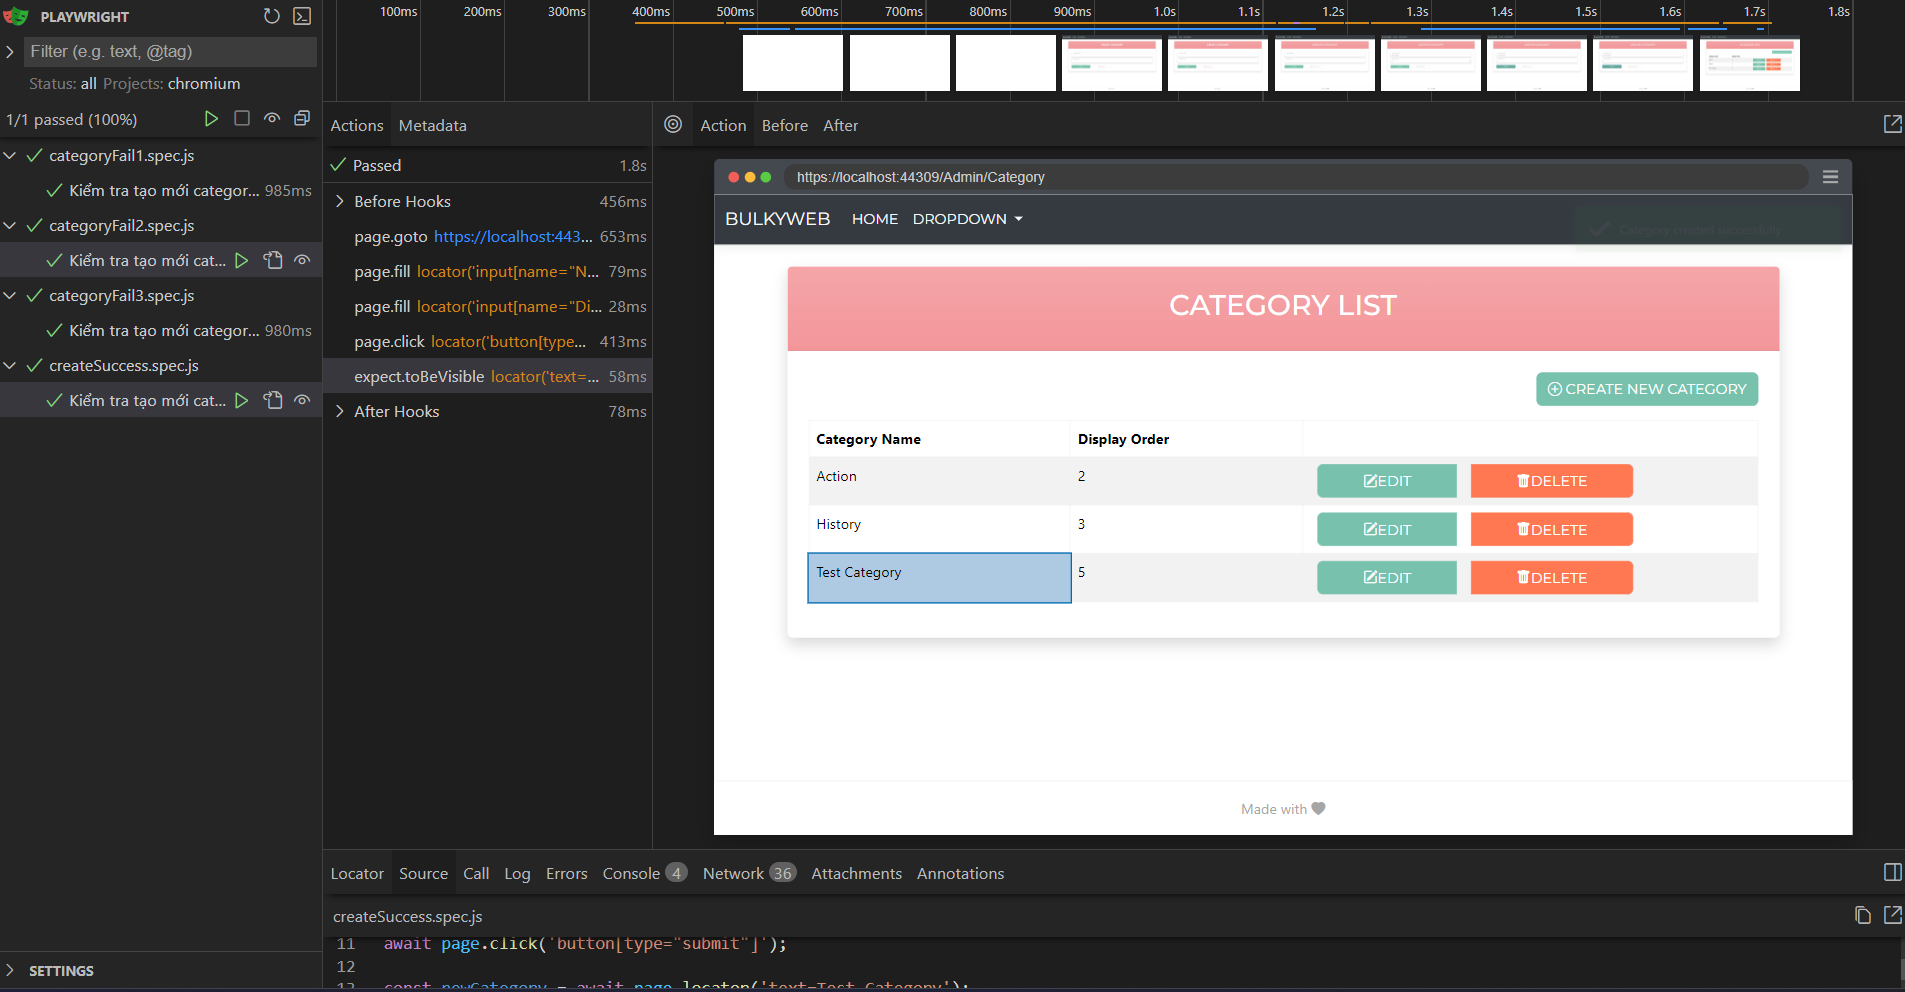 PLAYWRIGHT
Filter (e.g. text, @tag)
Status: all Projects: chromium
1/1 passed (100%)
categoryFail1.spec.js
Kiểm tra tạo mới categor... 985ms
categoryFail2.spec.js
Kiểm tra tạo mới cat...
categoryFail3.spec.js
Kiểm tra tạo mới categor... 980ms
createSuccess.spec.js
Kiểm tra tạo mới cat...
SETTINGS
100ms 200ms 300ms 400ms 500ms 600ms 700ms 800ms 900ms 1.0s 1.1s 1.2s 1.3s 1.4s 1.5s 1.6s 1.7s 1.8s
Actions Metadata
Passed 1.8s
Before Hooks 456ms
page.goto https://localhost:443... 653ms
page.fill locator('input[name="N... 79ms
page.fill locator('input[name="Di... 28ms
page.click locator('button[type... 413ms
expect.toBeVisible locator('text=... 58ms
After Hooks 78ms
Action Before After
https://localhost:44309/Admin/Category
BULKYWEB HOME DROPDOWN
Category created successfully
CATEGORY LIST
CREATE NEW CATEGORY
Category Name Display Order
Action 2 EDIT DELETE
History 3 EDIT DELETE
Test Category 5 EDIT DELETE
Made with
Locator Source Call Log Errors Console 4 Network 36 Attachments Annotations
createSuccess.spec.js
11 await page.click('button[type="submit"]');
12
13 const newCategory = await page.locator('text=Test Category');